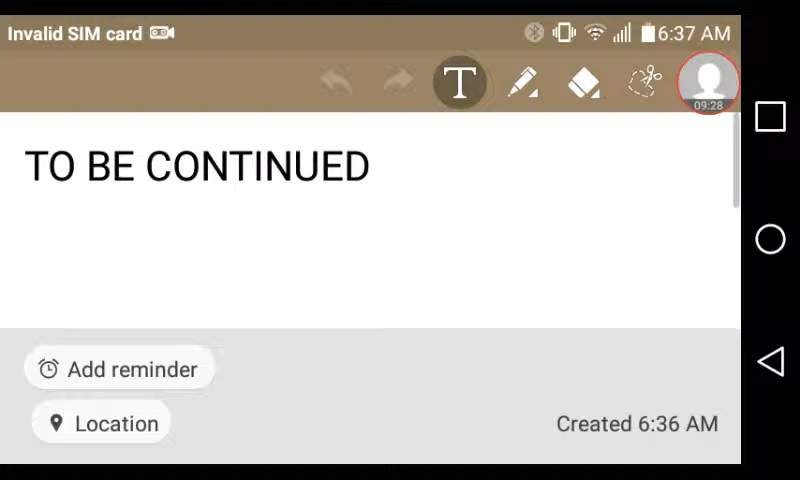 Invalid SIM card 6:37 AM
T
09:28
TO BE CONTINUED
Add reminder
Location
Created 6:36 AM